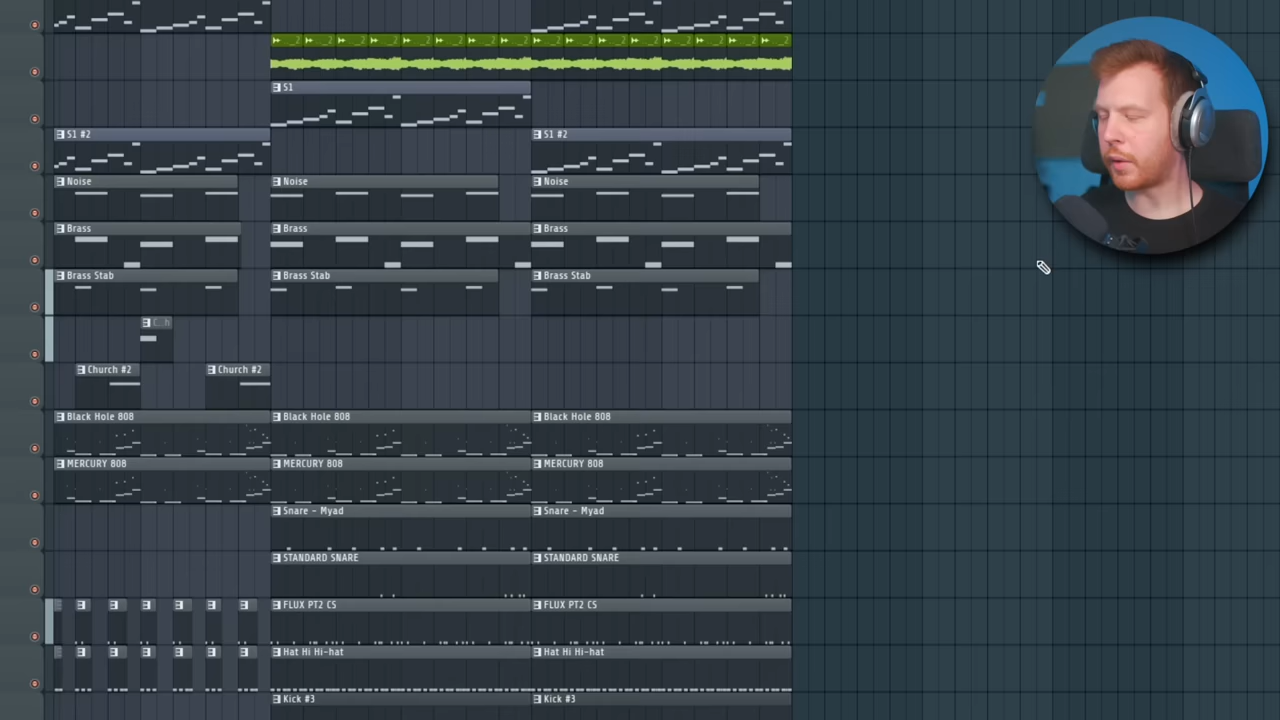 S1
S1 #2 S1 #2
Noise Noise Noise
Brass Brass Brass
Brass Stab Brass Stab Brass Stab
Church #2 Church #2
Black Hole 808 Black Hole 808 Black Hole 808
MERCURY 808 MERCURY 808 MERCURY 808
Snare - Myad Snare - Myad
STANDARD SNARE STANDARD SNARE
FLUX PT2 CS FLUX PT2 CS
Hat Hi Hi-hat Hat Hi Hi-hat
Kick #3 Kick #3